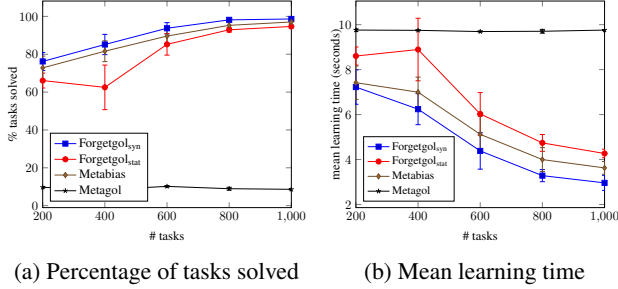 100
80
60
40
20
0
% tasks solved
Forgetgol_syn
Forgetgol_stat
Metabias
Metagol
200 400 600 800 1,000
# tasks
(a) Percentage of tasks solved
10
8
6
4
2
mean learning time (seconds)
Forgetgol_syn
Forgetgol_stat
Metabias
Metagol
200 400 600 800 1,000
# tasks
(b) Mean learning time